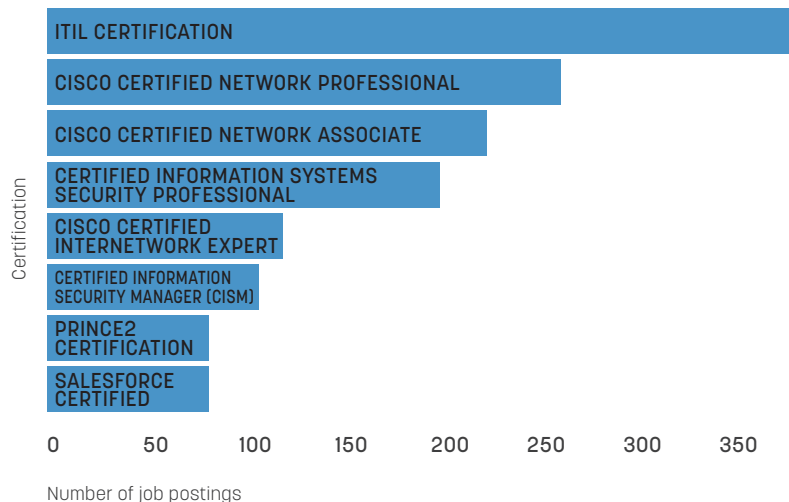 ITIL CERTIFICATION
CISCO CERTIFIED NETWORK PROFESSIONAL
CISCO CERTIFIED NETWORK ASSOCIATE
CERTIFIED INFORMATION SYSTEMS
SECURITY PROFESSIONAL
CISCO CERTIFIED
INTERNETWORK EXPERT
CERTIFIED INFORMATION
SECURITY MANAGER (CISM)
PRINCE2
CERTIFICATION
SALESFORCE
CERTIFIED
Certification
0 50 100 150 200 250 300 350
Number of job postings